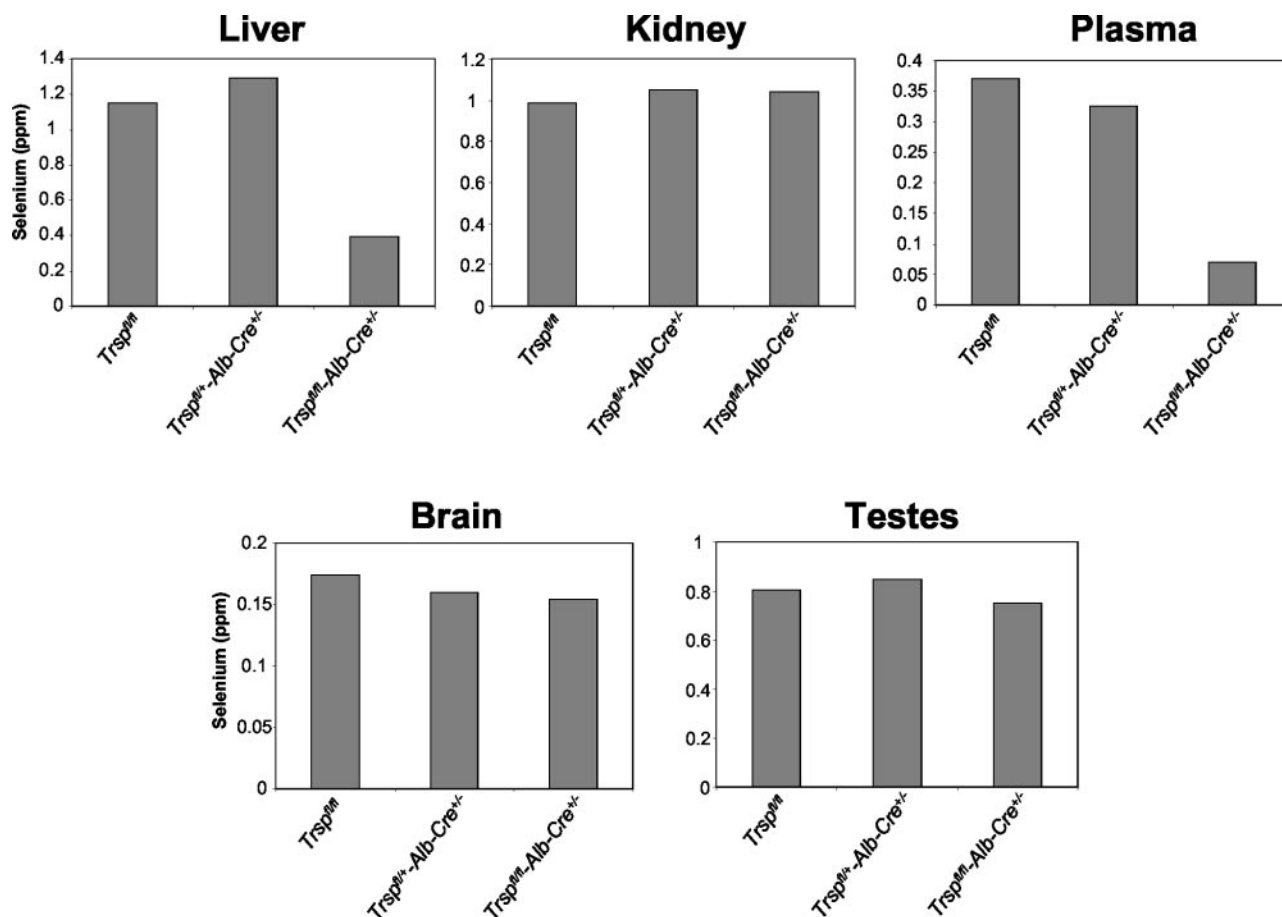 Liver
Kidney
Plasma
Selenium (ppm)
1.4
1.2
1
0.8
0.6
0.4
0.2
0
Trsp^fl/fl
Trsp^fl/+-Alb-Cre^+/-
Trsp^fl/fl-Alb-Cre^+/-
1.2
1
0.8
0.6
0.4
0.2
0
Trsp^fl/fl
Trsp^fl/+-Alb-Cre^+/-
Trsp^fl/fl-Alb-Cre^+/-
0.4
0.35
0.3
0.25
0.2
0.15
0.1
0.05
0
Trsp^fl/fl
Trsp^fl/+-Alb-Cre^+/-
Trsp^fl/fl-Alb-Cre^+/-
Brain
Testes
Selenium (ppm)
0.2
0.15
0.1
0.05
0
Trsp^fl/fl
Trsp^fl/+-Alb-Cre^+/-
Trsp^fl/fl-Alb-Cre^+/-
1
0.8
0.6
0.4
0.2
0
Trsp^fl/fl
Trsp^fl/+-Alb-Cre^+/-
Trsp^fl/fl-Alb-Cre^+/-